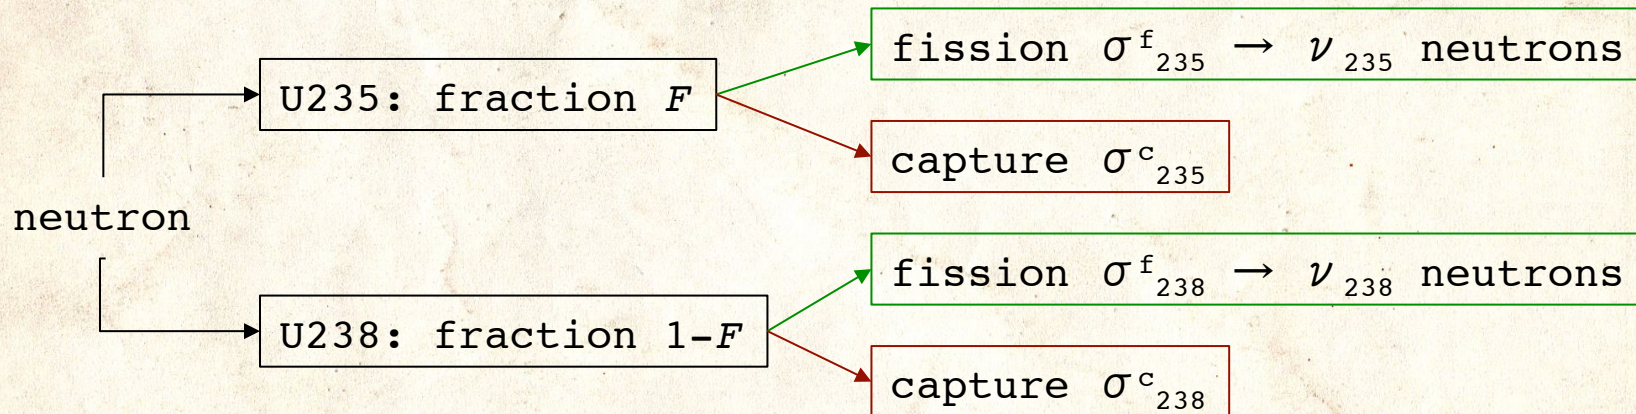 fission σᶠ₂₃₅ → ν₂₃₅ neutrons
U235: fraction F
capture σᶜ₂₃₅
neutron
fission σᶠ₂₃₈ → ν₂₃₈ neutrons
U238: fraction 1–F
capture σᶜ₂₃₈